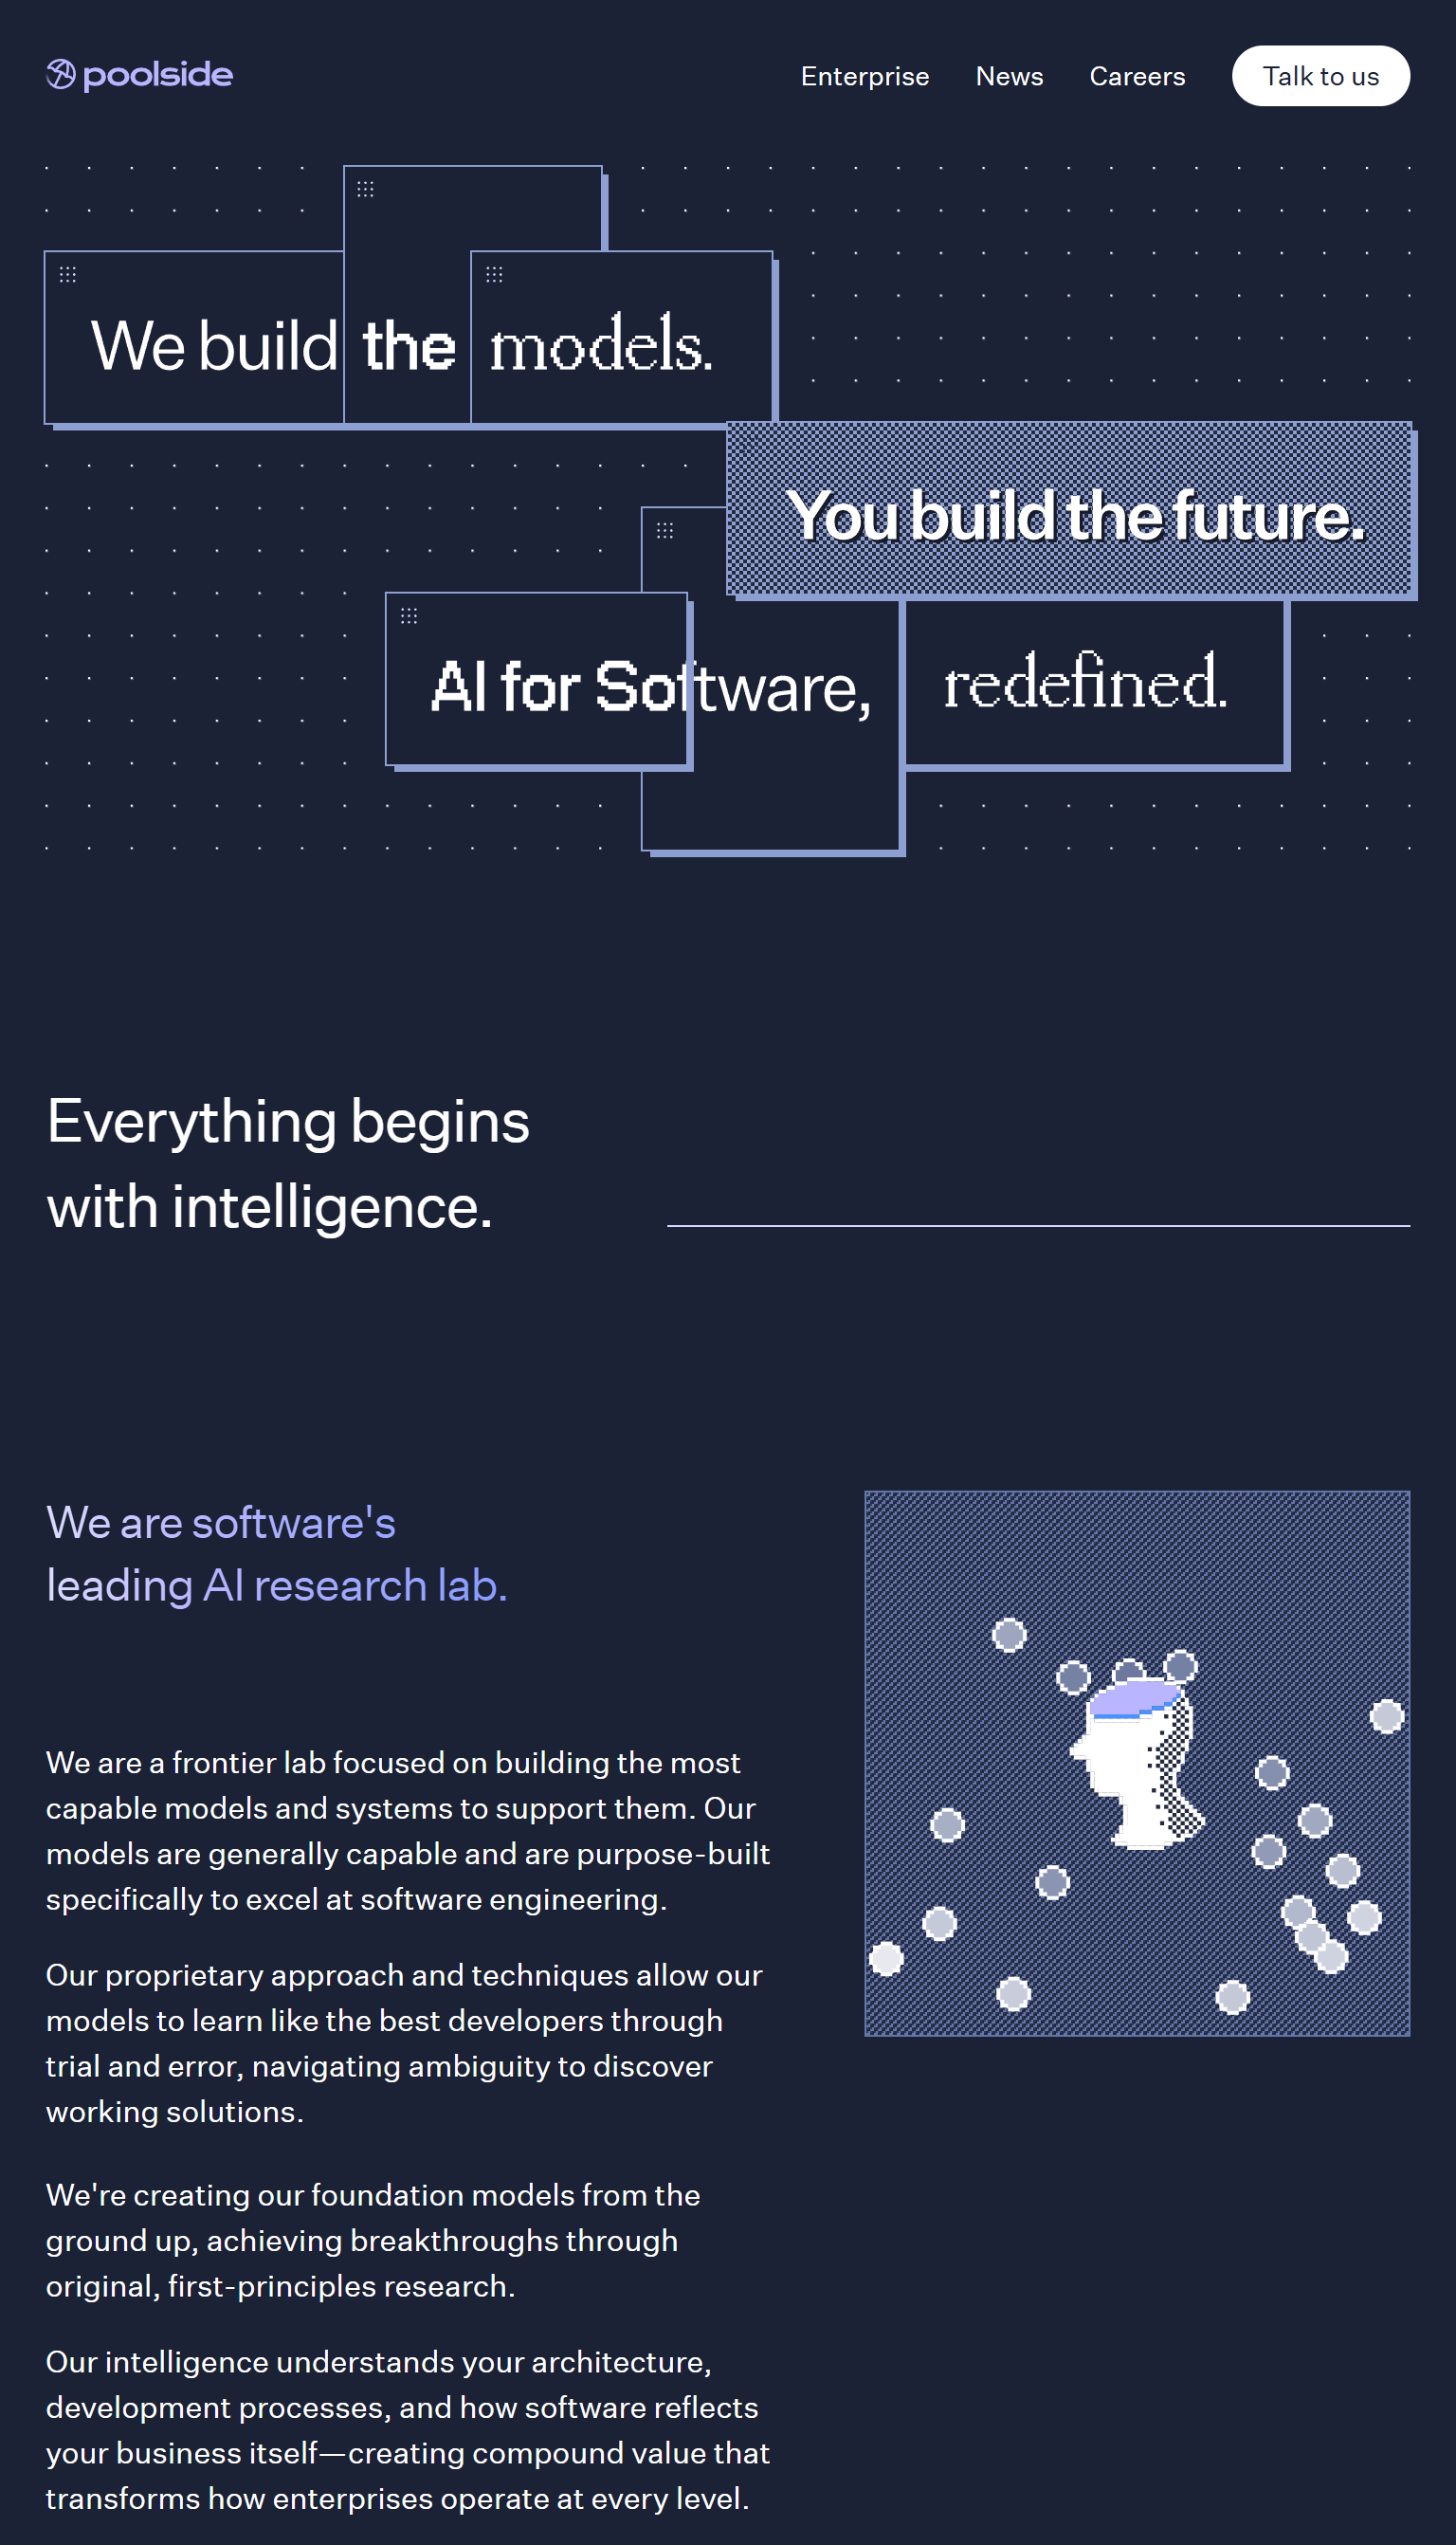 poolside
Enterprise News Careers Talk to us
We build the models.
You build the future.
AI for Software, redefined.
Everything begins
with intelligence.
We are software's
leading AI research lab.
We are a frontier lab focused on building the most
capable models and systems to support them. Our
models are generally capable and are purpose-built
specifically to excel at software engineering.
Our proprietary approach and techniques allow our
models to learn like the best developers through
trial and error, navigating ambiguity to discover
working solutions.
We're creating our foundation models from the
ground up, achieving breakthroughs through
original, first-principles research.
Our intelligence understands your architecture,
development processes, and how software reflects
your business itself—creating compound value that
transforms how enterprises operate at every level.